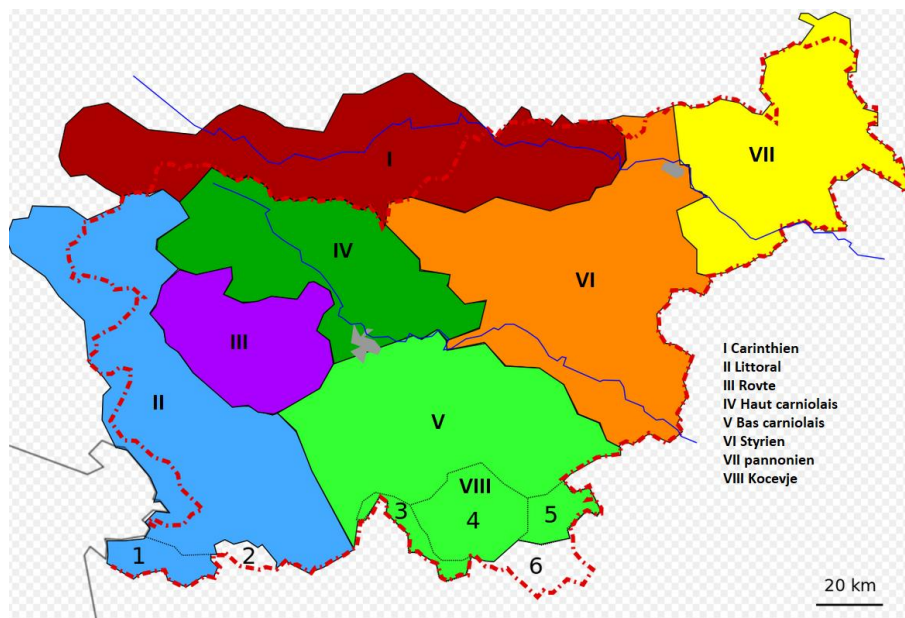 VII
I
IV
VI
III
II
V
VIII
3
4
5
1
2
6
I Carinthien
II Littoral
III Rovte
IV Haut carniolais
V Bas carniolais
VI Styrien
VII pannonien
VIII Kocevje
20 km